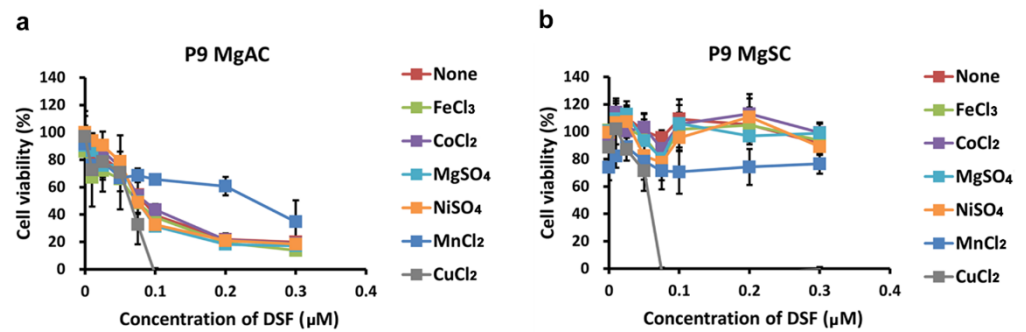 a
P9 MgAC
Cell viability (%)
140
120
100
80
60
40
20
0
0
0.1
0.2
0.3
0.4
Concentration of DSF (μM)
None
FeCl₃
CoCl₂
MgSO₄
NiSO₄
MnCl₂
CuCl₂
b
P9 MgSC
Cell viability (%)
140
120
100
80
60
40
20
0
0
0.1
0.2
0.3
0.4
Concentration of DSF (μM)
None
FeCl₃
CoCl₂
MgSO₄
NiSO₄
MnCl₂
CuCl₂